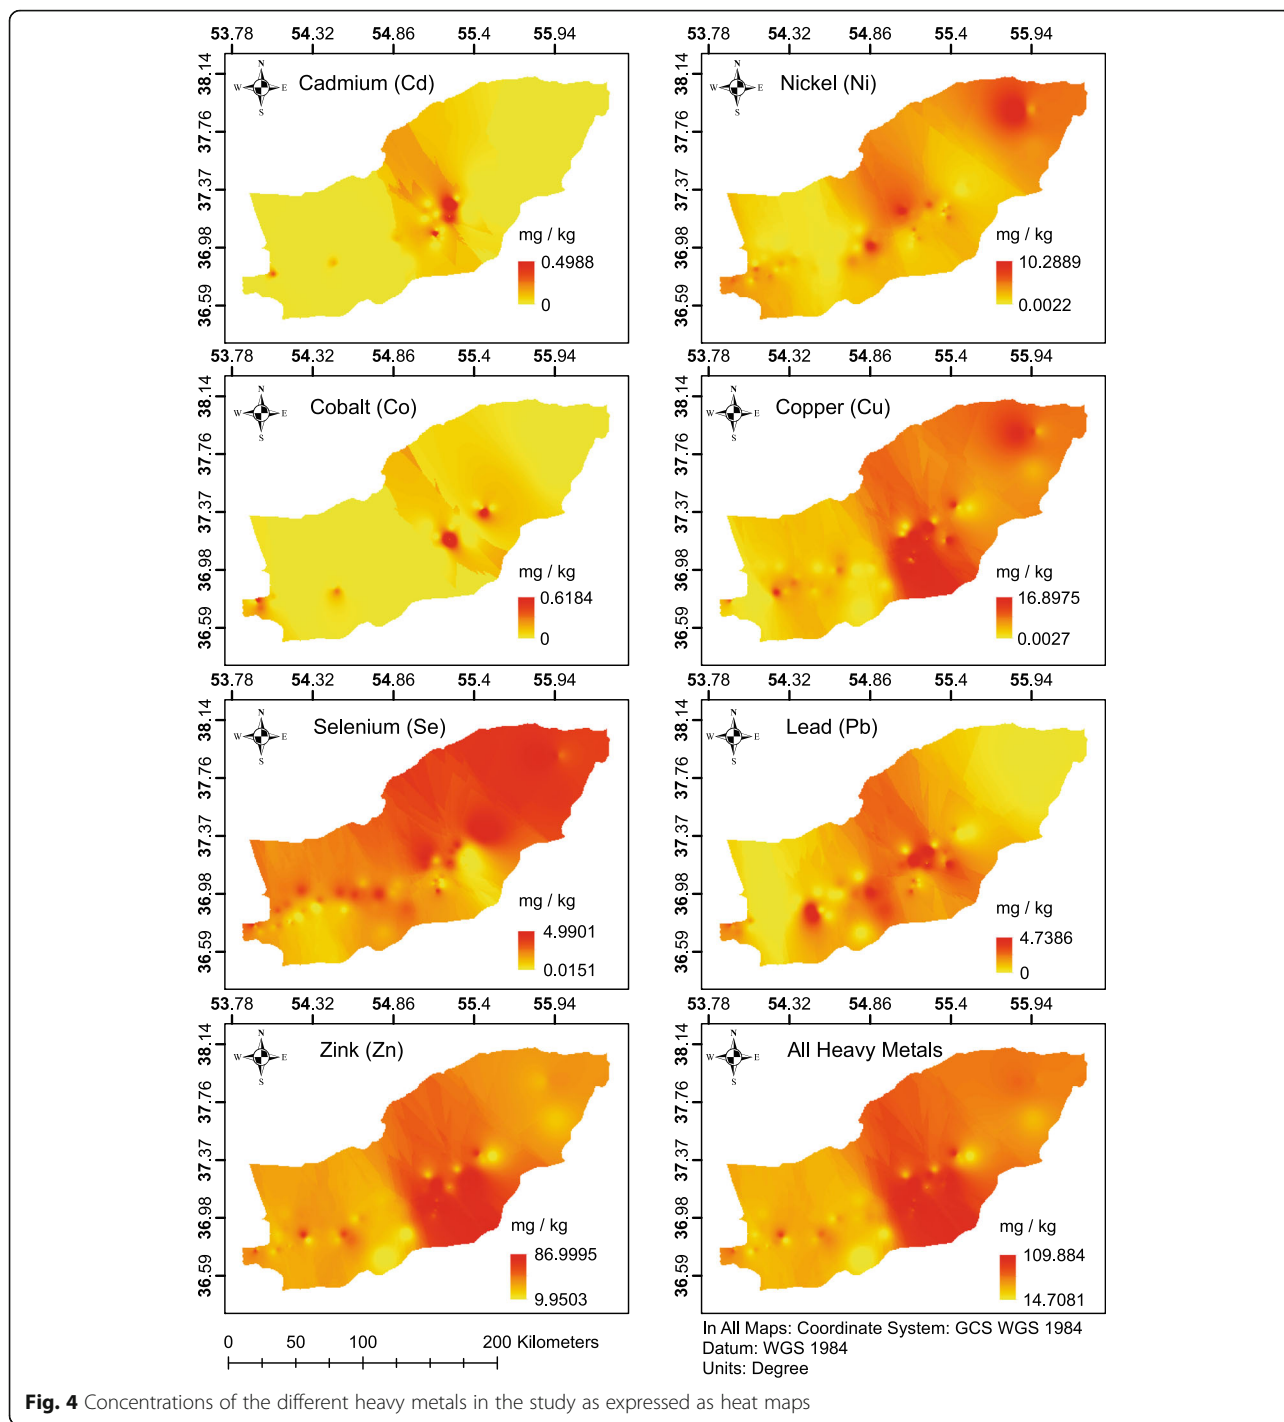 53.78 54.32 54.86 55.4 55.94
53.78 54.32 54.86 55.4 55.94
38.14
37.76
37.37
36.98
36.59
N
W E
S
Cadmium (Cd)
mg / kg
0.4988
0
38.14
37.76
37.37
36.98
36.59
N
W E
S
Nickel (Ni)
mg / kg
10.2889
0.0022
53.78 54.32 54.86 55.4 55.94
53.78 54.32 54.86 55.4 55.94
38.14
37.76
37.37
36.98
36.59
N
W E
S
Cobalt (Co)
mg / kg
0.6184
0
38.14
37.76
37.37
36.98
36.59
N
W E
S
Copper (Cu)
mg / kg
16.8975
0.0027
53.78 54.32 54.86 55.4 55.94
53.78 54.32 54.86 55.4 55.94
38.14
37.76
37.37
36.98
36.59
N
W E
S
Selenium (Se)
mg / kg
4.9901
0.0151
38.14
37.76
37.37
36.98
36.59
N
W E
S
Lead (Pb)
mg / kg
4.7386
0
53.78 54.32 54.86 55.4 55.94
53.78 54.32 54.86 55.4 55.94
38.14
37.76
37.37
36.98
36.59
N
W E
S
Zink (Zn)
mg / kg
86.9995
9.9503
38.14
37.76
37.37
36.98
36.59
N
W E
S
All Heavy Metals
mg / kg
109.884
14.7081
0 50 100 200 Kilometers
In All Maps: Coordinate System: GCS WGS 1984
Datum: WGS 1984
Units: Degree
Fig. 4 Concentrations of the different heavy metals in the study as expressed as heat maps